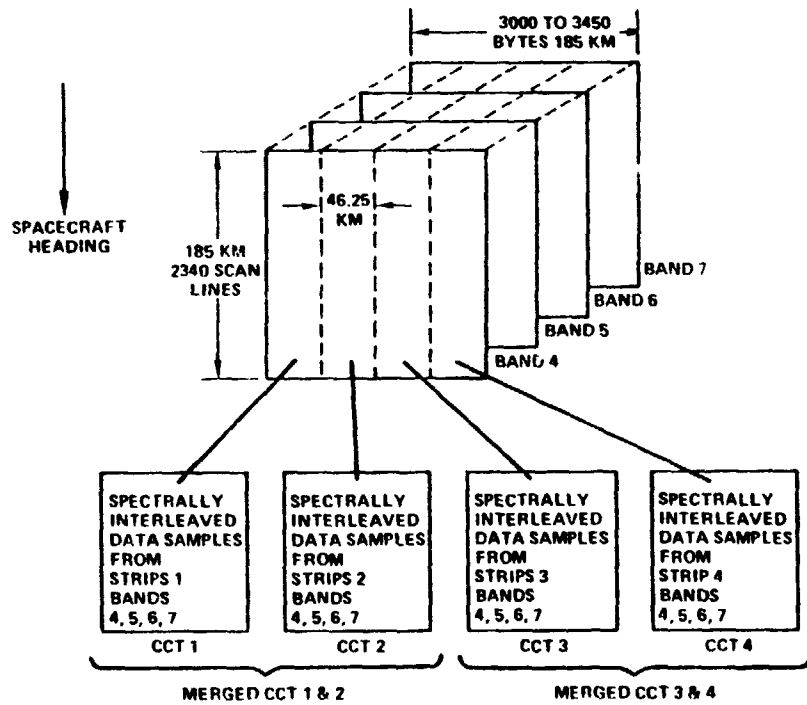 3000 TO 3450
BYTES 185 KM
SPACECRAFT
HEADING
46.25
KM
185 KM
2340 SCAN
LINES
BAND 7
BAND 6
BAND 5
BAND 4
SPECTRALLY
INTERLEAVED
DATA SAMPLES
FROM
STRIPS 1
BANDS
4, 5, 6, 7
CCT 1
SPECTRALLY
INTERLEAVED
DATA SAMPLES
FROM
STRIPS 2
BANDS
4, 5, 6, 7
CCT 2
SPECTRALLY
INTERLEAVED
DATA SAMPLES
FROM
STRIPS 3
BANDS
4, 5, 6, 7
CCT 3
SPECTRALLY
INTERLEAVED
DATA SAMPLES
FROM
STRIP 4
BANDS
4, 5, 6, 7
CCT 4
MERGED CCT 1 & 2
MERGED CCT 3 & 4